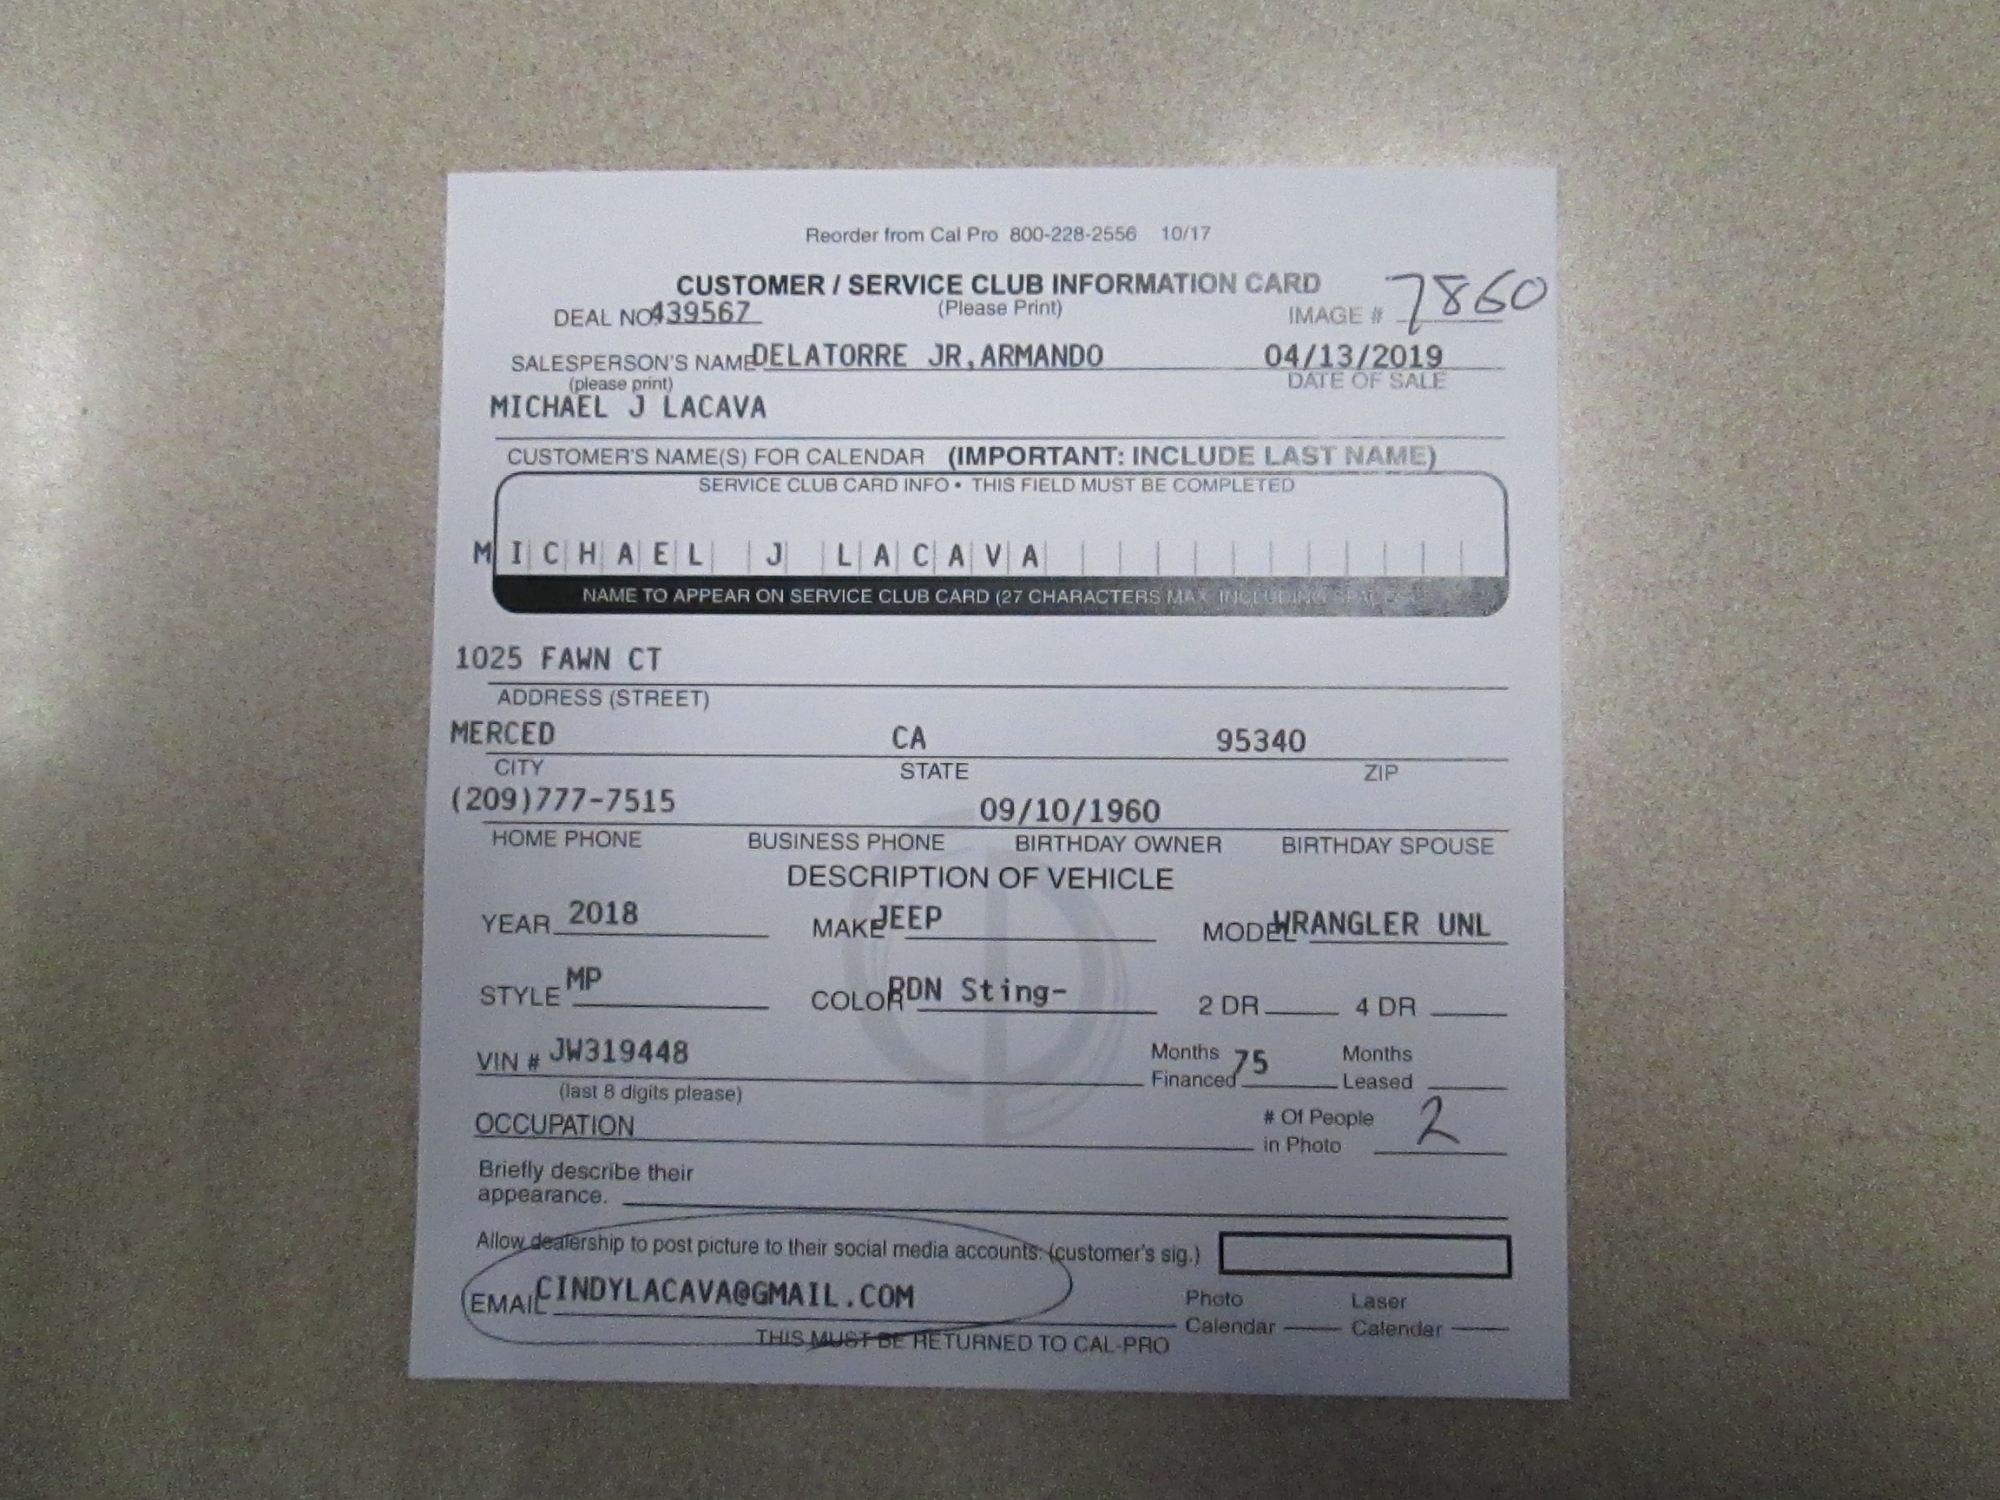 Reorder from Cal Pro 800-228-2556 10/17
CUSTOMER / SERVICE CLUB INFORMATION CARD
(Please Print)
DEAL NO. 439567 IMAGE # 7860
SALESPERSON'S NAME DELATORRE JR,ARMANDO 04/13/2019
(please print) DATE OF SALE
MICHAEL J LACAVA
CUSTOMER'S NAME(S) FOR CALENDAR (IMPORTANT: INCLUDE LAST NAME)
SERVICE CLUB CARD INFO • THIS FIELD MUST BE COMPLETED
MICHAEL J LACAVA
NAME TO APPEAR ON SERVICE CLUB CARD (27 CHARACTERS MAX. INCLUDING SPACES)
1025 FAWN CT
ADDRESS (STREET)
MERCED CA 95340
CITY STATE ZIP
(209)777-7515 09/10/1960
HOME PHONE BUSINESS PHONE BIRTHDAY OWNER BIRTHDAY SPOUSE
DESCRIPTION OF VEHICLE
YEAR 2018 MAKE JEEP MODEL WRANGLER UNL
STYLE MP COLOR RDN Sting- 2 DR 4 DR
VIN # JW319448 Months Financed 75 Months Leased
(last 8 digits please)
OCCUPATION # Of People in Photo 2
Briefly describe their
appearance.
Allow dealership to post picture to their social media accounts: (customer's sig.)
EMAIL CINDYLACAVA@GMAIL.COM Photo Calendar Laser Calendar
THIS MUST BE RETURNED TO CAL-PRO